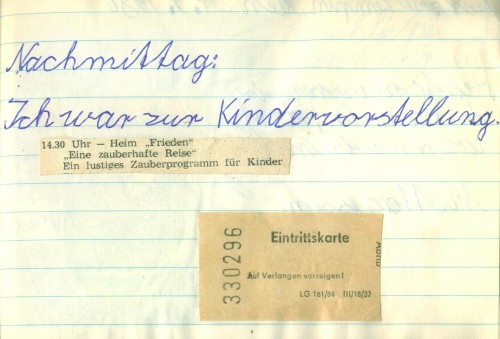 Nachmittag:
Ich war zur Kindervorstellung.
14.30 Uhr — Heim „Frieden"
„Eine zauberhafte Reise"
Ein lustiges Zauberprogramm für Kinder
330296
Eintrittskarte
Auf Verlangen vorzeigen!
LG 161/64 III/18/37